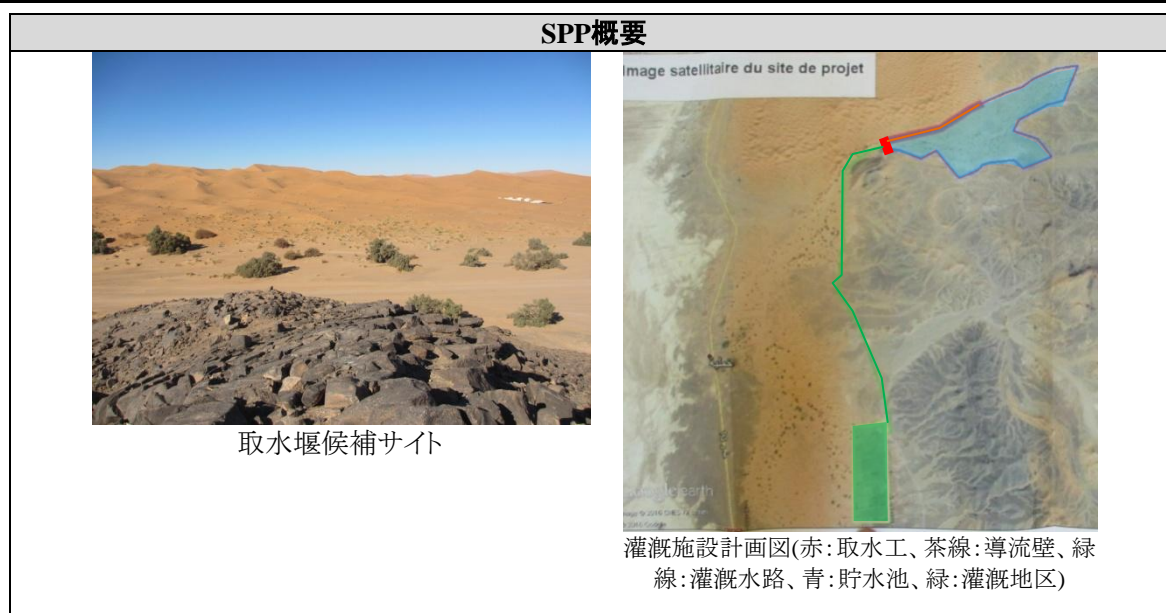 SPP概要
Image satellitaire du site de projet
取水堰候補サイト
灌漑施設計画図(赤:取水工、茶線:導流壁、緑
線:灌漑水路、青:貯水池、緑:灌漑地区)